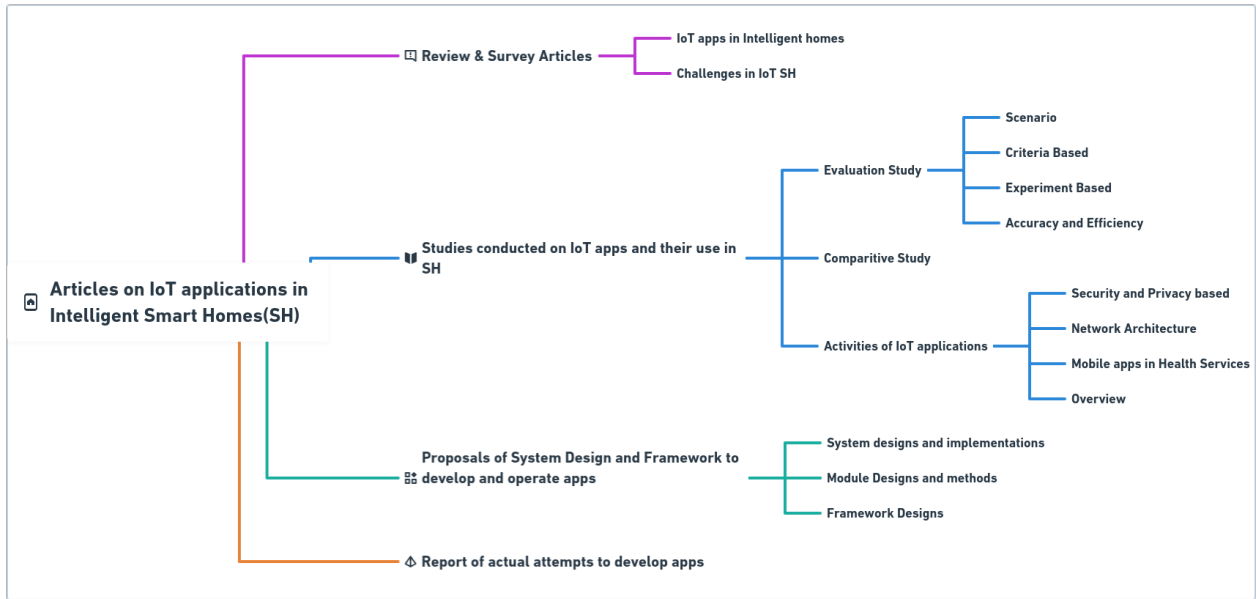 Review & Survey Articles
IoT apps in Intelligent homes
Challenges in IoT SH
Articles on IoT applications in
Intelligent Smart Homes(SH)
Studies conducted on IoT apps and their use in
SH
Evaluation Study
Scenario
Criteria Based
Experiment Based
Accuracy and Efficiency
Comparitive Study
Activities of IoT applications
Security and Privacy based
Network Architecture
Mobile apps in Health Services
Overview
Proposals of System Design and Framework to
develop and operate apps
System designs and implementations
Module Designs and methods
Framework Designs
Report of actual attempts to develop apps